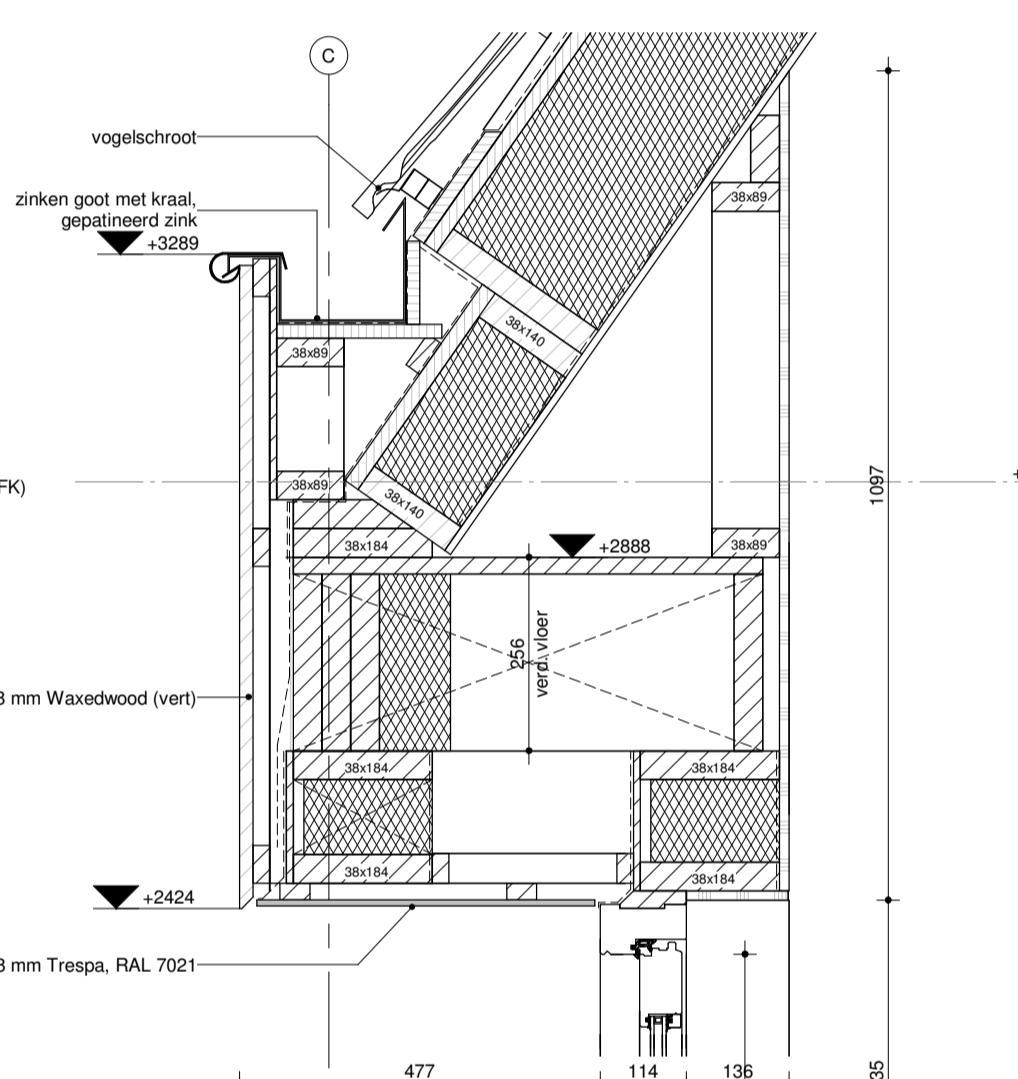 C
vogelschroot
zinken goot met kraal,
gepatineerd zink
+3289
38x89
38x140
38x89
38x89
FK)
1097
38x140
38x184
+2888
38x89
256
verd.vloer
3 mm Waxedwood (vert)
38x184
38x184
38x184
38x184
+2424
3 mm Trespa, RAL 7021
477
114
136
35